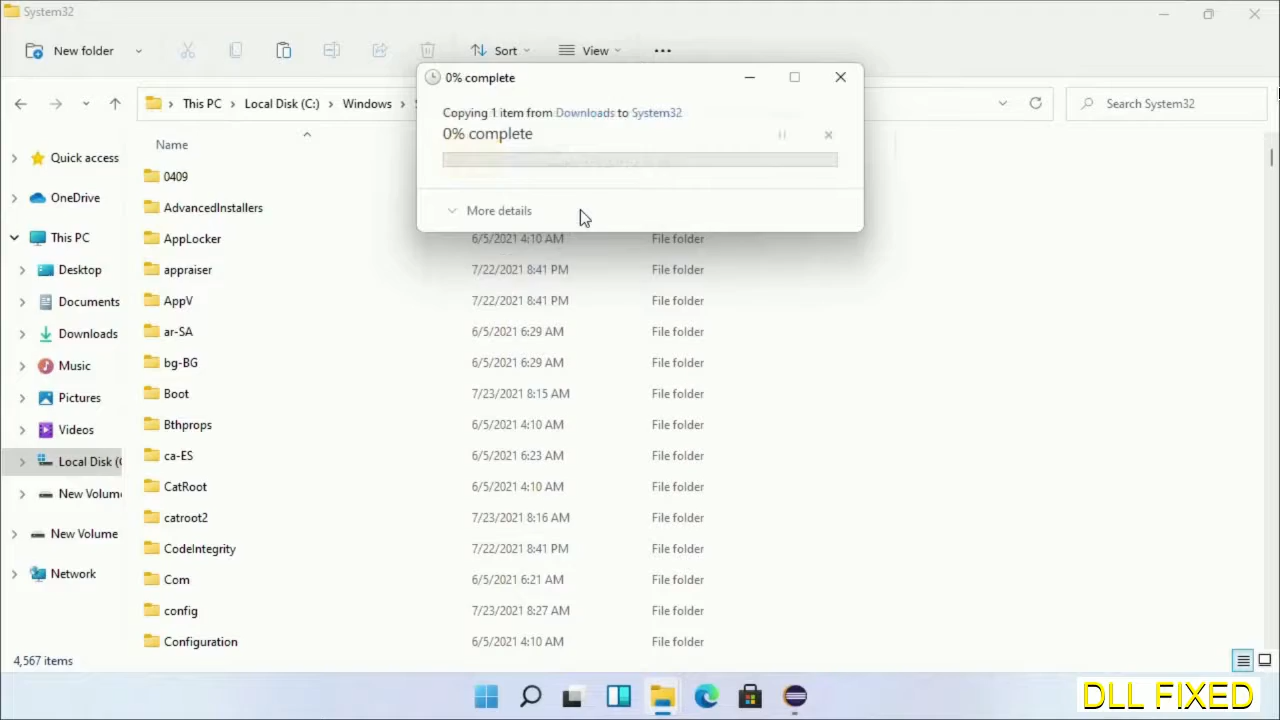 System32
New folder
Sort
View
This PC
Local Disk (C:)
Windows
Search System32
0% complete
Copying 1 item from Downloads to System32
0% complete
More details
Quick access
OneDrive
This PC
Desktop
Documents
Downloads
Music
Pictures
Videos
Local Disk (
New Volum
New Volume
Network
Name
0409
AdvancedInstallers
AppLocker 6/5/2021 4:10 AM File folder
appraiser 7/22/2021 8:41 PM File folder
AppV 7/22/2021 8:41 PM File folder
ar-SA 6/5/2021 6:29 AM File folder
bg-BG 6/5/2021 6:29 AM File folder
Boot 7/23/2021 8:15 AM File folder
Bthprops 6/5/2021 4:10 AM File folder
ca-ES 6/5/2021 6:23 AM File folder
CatRoot 6/5/2021 4:10 AM File folder
catroot2 7/23/2021 8:16 AM File folder
CodeIntegrity 7/22/2021 8:41 PM File folder
Com 6/5/2021 6:21 AM File folder
config 7/23/2021 8:27 AM File folder
Configuration 6/5/2021 4:10 AM File folder
4,567 items
DLL FIXED